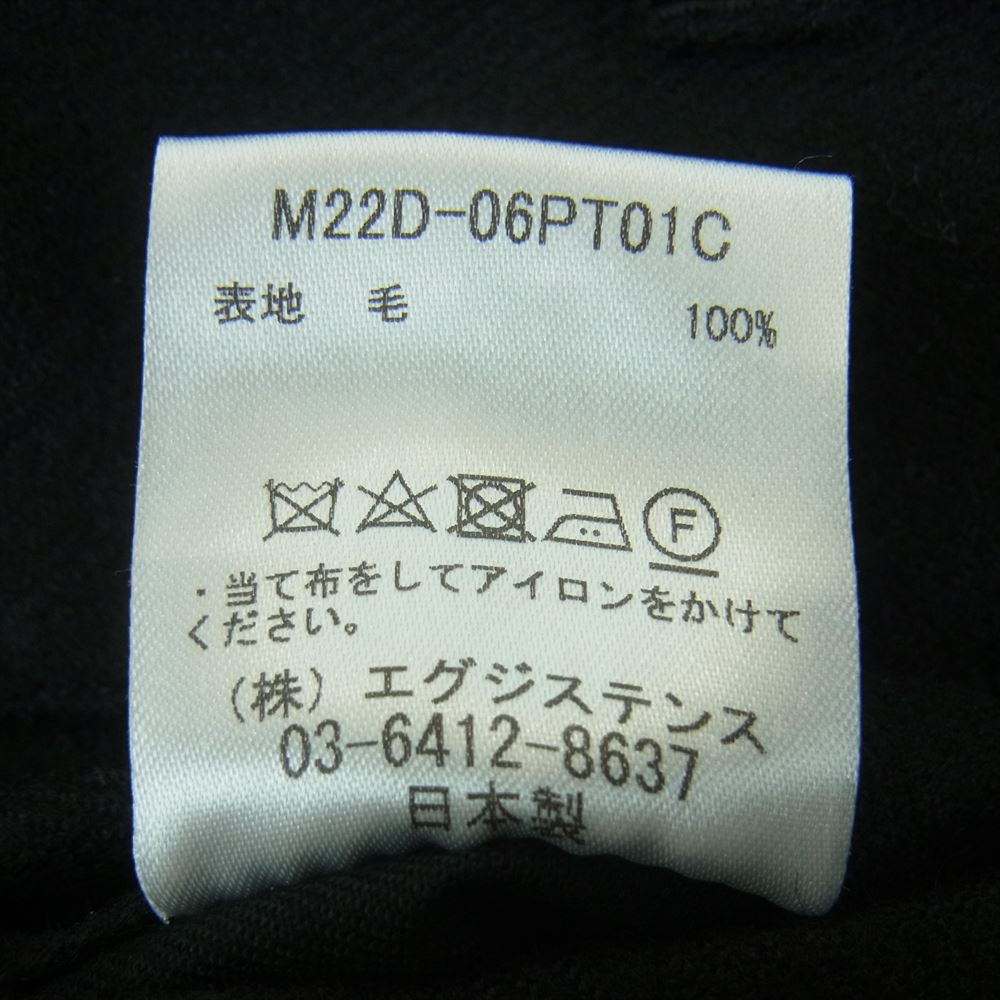 M22D-06PT01C
表地 毛 100%
F
・当て布をしてアイロンをかけて
ください。
(株) エグジステンス
03-6412-8637
日本製